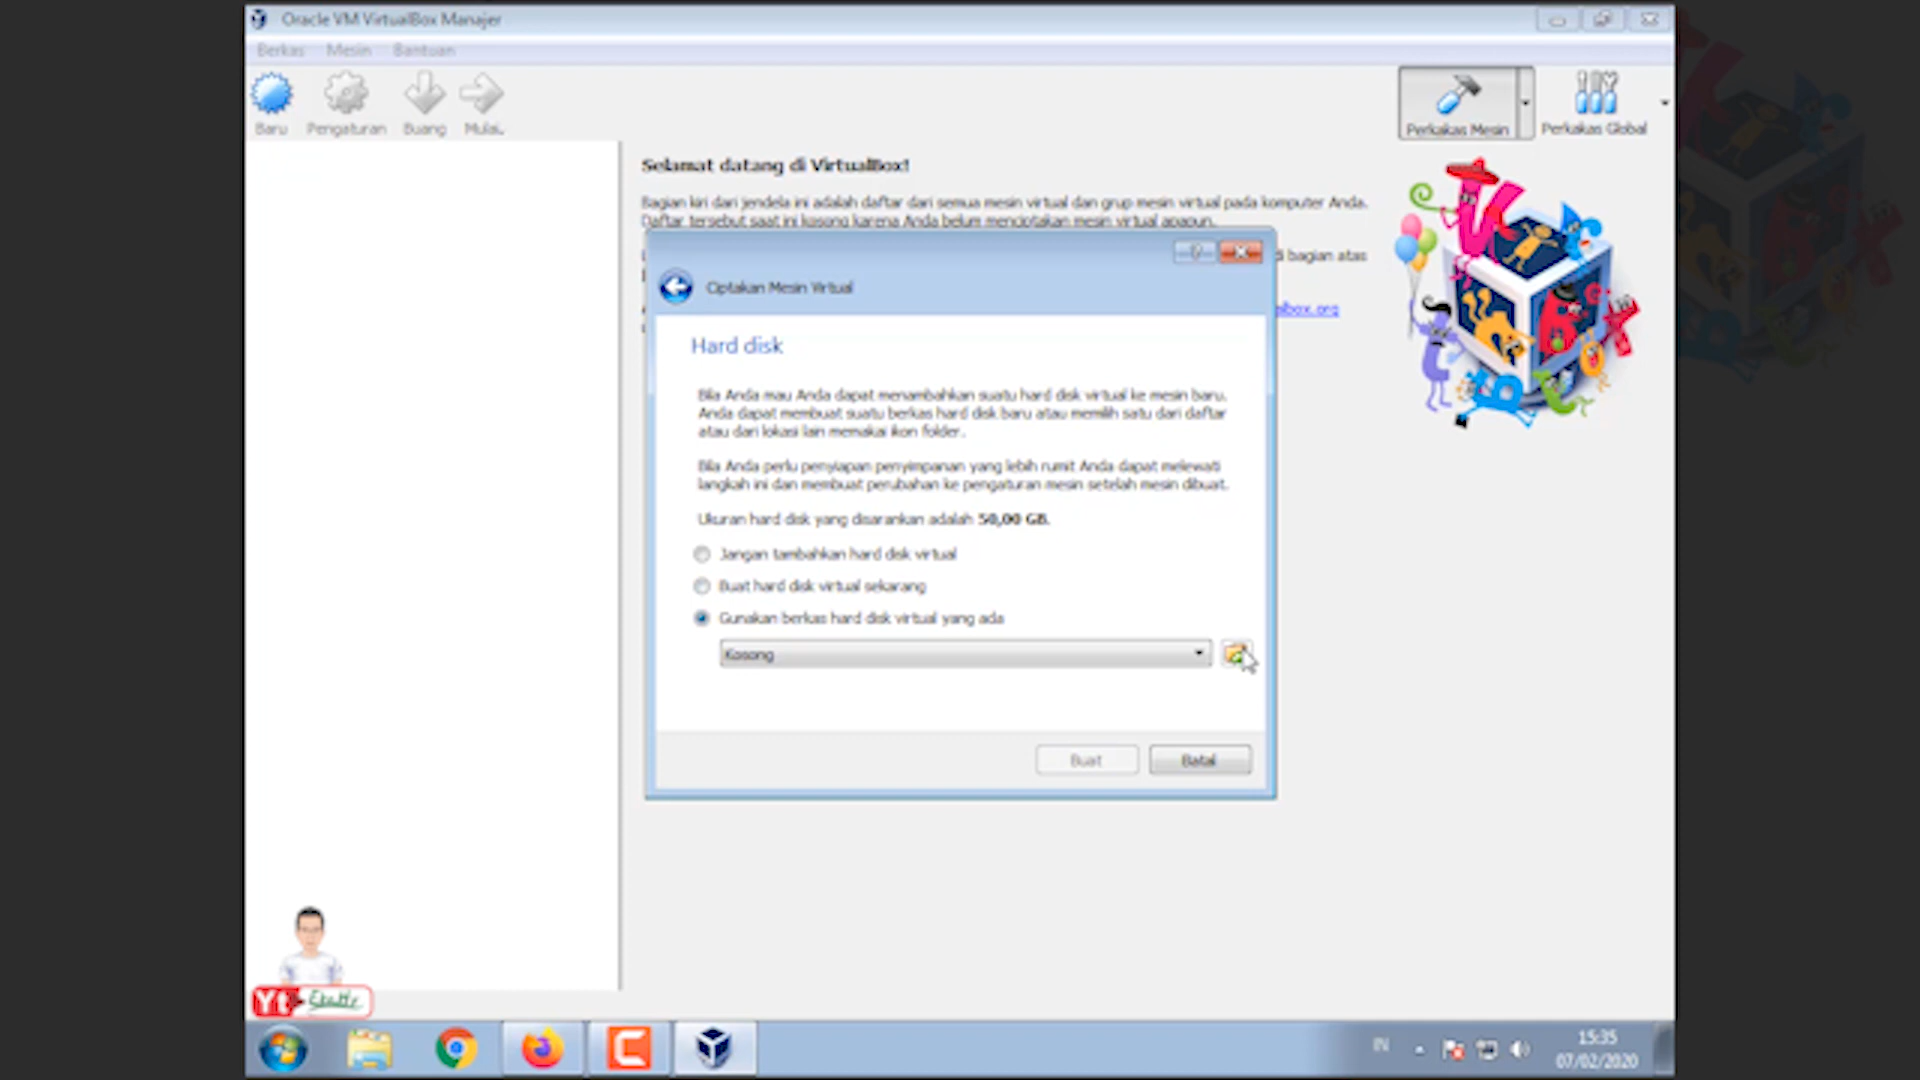 Oracle VM VirtualBox Manajer
Berkas Mesin Bantuan
Baru Pengaturan Buang Mulai
Perkakas Mesin Perkakas Global
Selamat datang di VirtualBox!
Bagian kiri dari jendela ini adalah daftar dari semua mesin virtual dan grup mesin virtual pada komputer Anda.
Daftar tersebut saat ini kosong karena Anda belum menciptakan mesin virtual apapun.
di bagian atas
albox.org
Ciptakan Mesin Virtual
Hard disk
Bila Anda mau Anda dapat menambahkan suatu hard disk virtual ke mesin baru.
Anda dapat membuat suatu berkas hard disk baru atau memilih satu dari daftar
atau dari lokasi lain memakai ikon folder.
Bila Anda perlu penyiapan penyimpanan yang lebih rumit Anda dapat melewati
langkah ini dan membuat perubahan ke pengaturan mesin setelah mesin dibuat.
Ukuran hard disk yang disarankan adalah 50,00 GB.
Jangan tambahkan hard disk virtual
Buat hard disk virtual sekarang
Gunakan berkas hard disk virtual yang ada
Kosong
Buat Batal
Yt
IN
15:35
07/02/2020